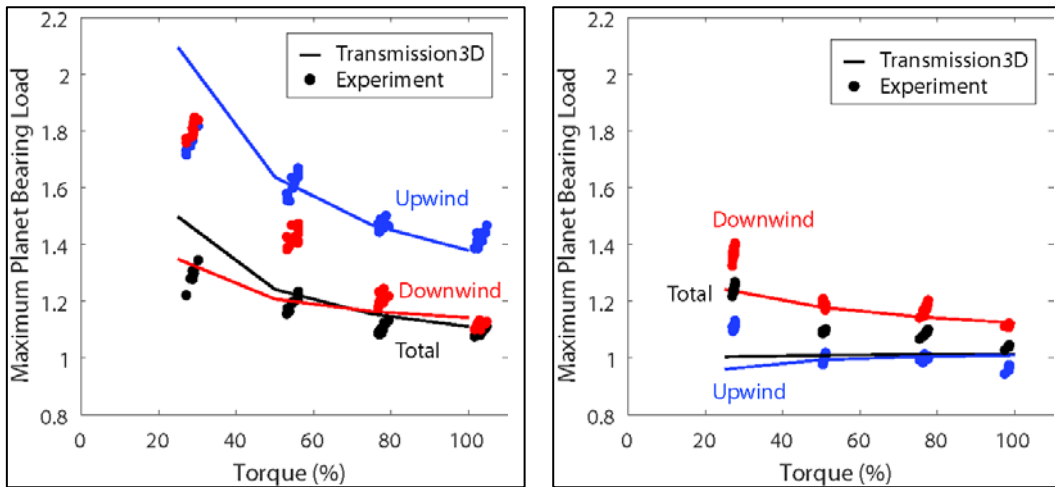 2.2
2
1.8
1.6
1.4
1.2
1
0.8
0
20
40
60
80
100
Maximum Planet Bearing Load
Torque (%)
Transmission3D
Experiment
Upwind
Downwind
Total
2.2
2
1.8
1.6
1.4
1.2
1
0.8
0
20
40
60
80
100
Maximum Planet Bearing Load
Torque (%)
Transmission3D
Experiment
Downwind
Total
Upwind